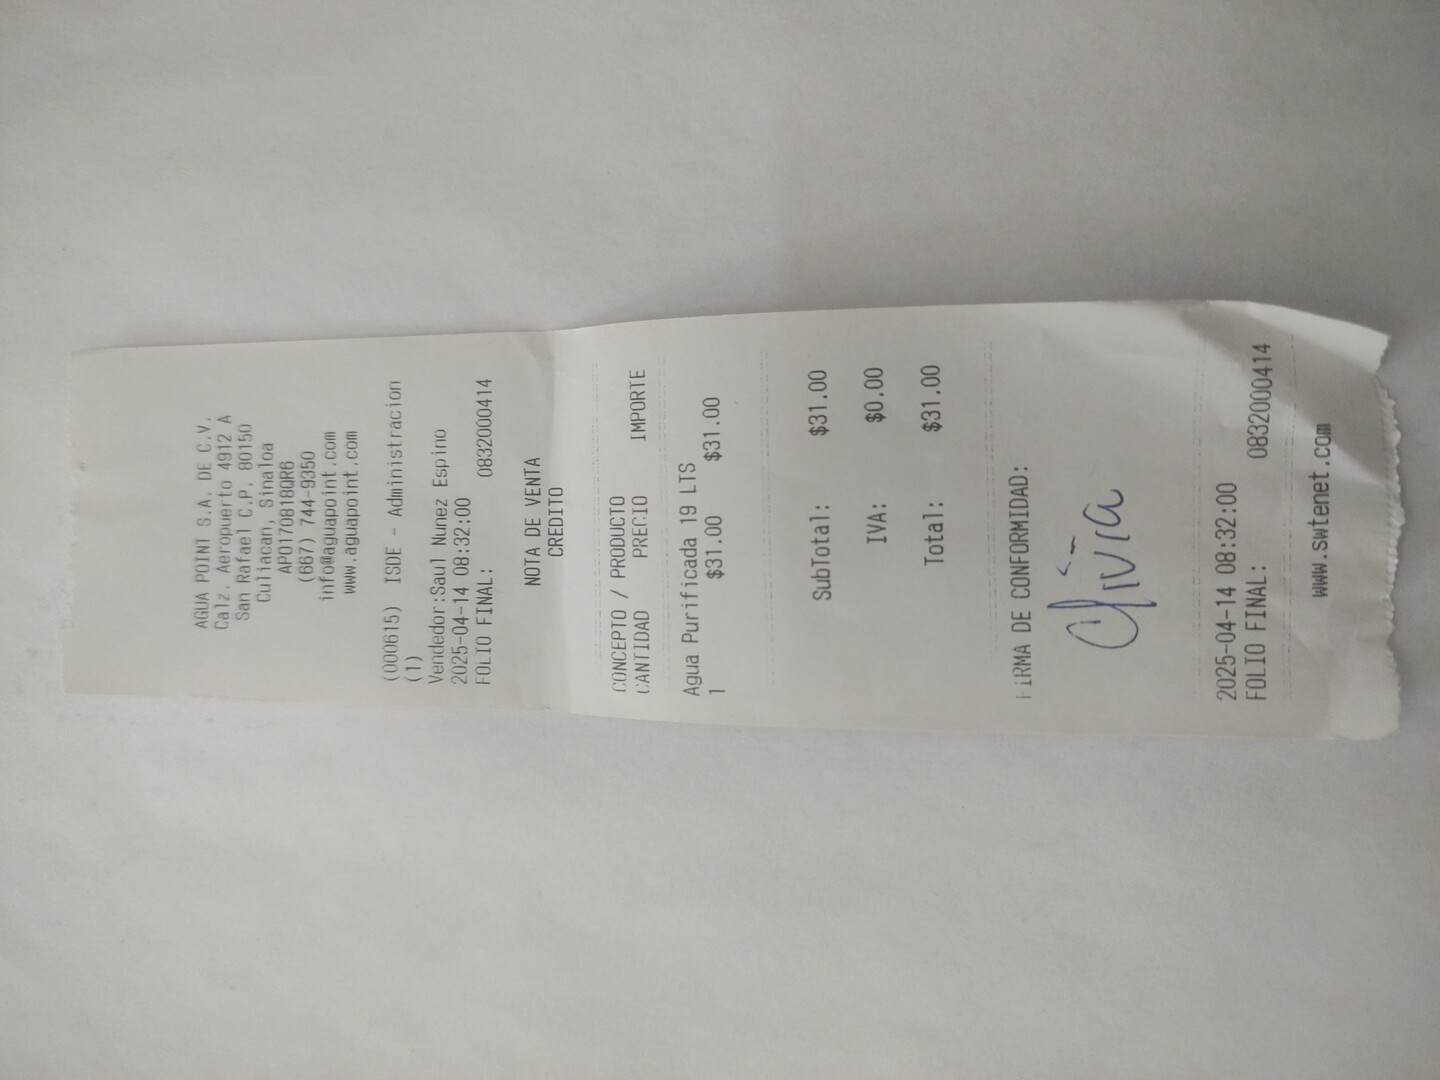 AGUA POINT S.A. DE C.V.
Calz. Aeropuerto 4912 A
San Rafael C.P. 80150
Culiacan, Sinaloa
APO170818QR6
(667) 744-9350
info@aguapoint.com
www.aguapoint.com
(000615) ISDE - Administracion
(1)
Vendedor:Saul Nunez Espino
2025-04-14 08:32:00
FOLIO FINAL: 0832000414
NOTA DE VENTA
CREDITO
CONCEPTO / PRODUCTO
CANTIDAD PRECIO IMPORTE
Agua Purificada 19 LTS
1 $31.00 $31.00
SubTotal: $31.00
IVA: $0.00
Total: $31.00
FIRMA DE CONFORMIDAD:
Olivia
2025-04-14 08:32:00
FOLIO FINAL: 0832000414
www.swtenet.com